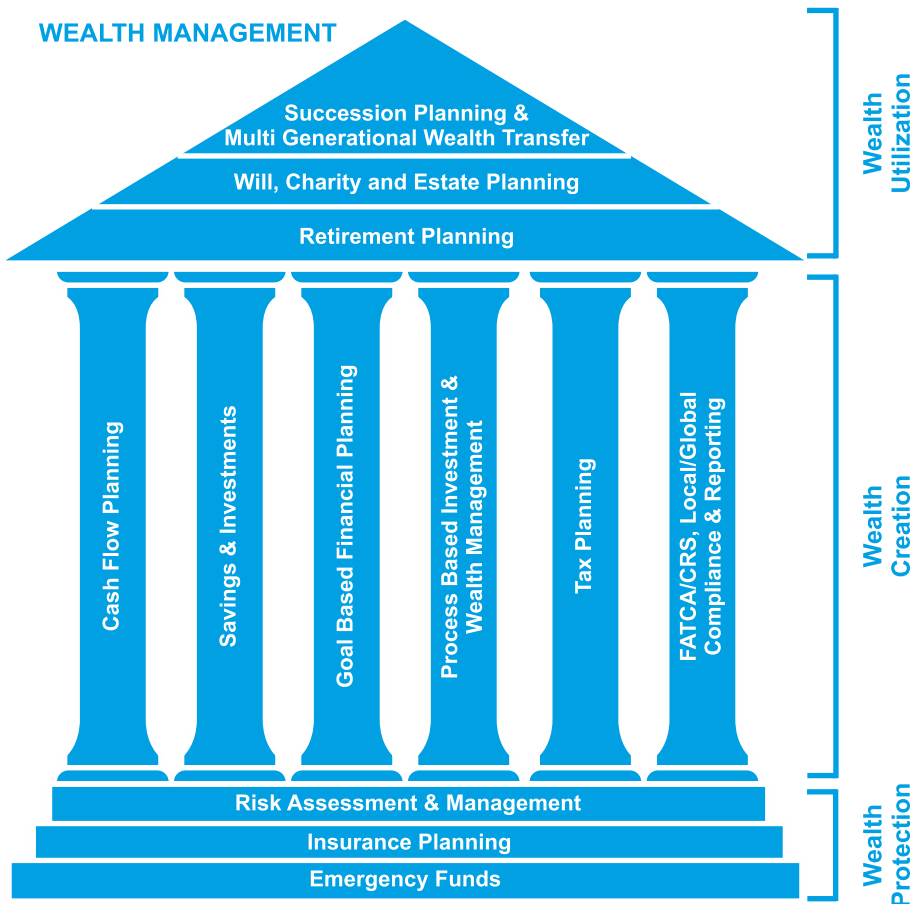 WEALTH MANAGEMENT
Succession Planning &
Multi Generational Wealth Transfer
Will, Charity and Estate Planning
Retirement Planning
Wealth
Utilization
Cash Flow Planning
Savings & Investments
Goal Based Financial Planning
Process Based Investment &
Wealth Management
Tax Planning
FATCA/CRS, Local/Global
Compliance & Reporting
Wealth
Creation
Risk Assessment & Management
Insurance Planning
Emergency Funds
Wealth
Protection